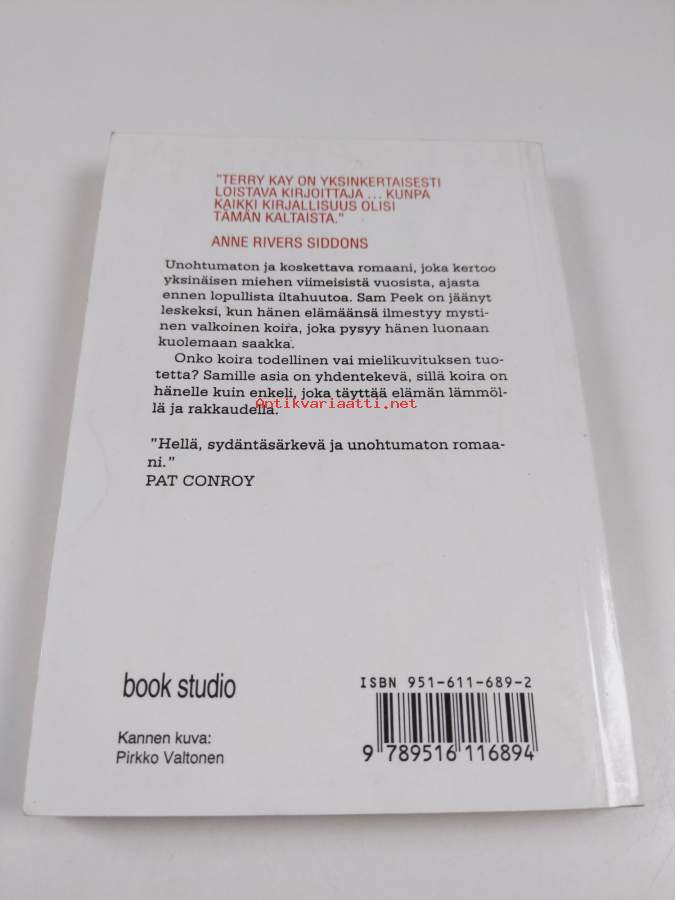 "TERRY KAY ON YKSINKERTAISESTI
LOISTAVA KIRJOITTAJA ... KUNPA
KAIKKI KIRJALLISUUS OLISI
TÄMÄN KALTAISTA."
ANNE RIVERS SIDDONS
Unohtumaton ja koskettava romaani, joka kertoo
yksinäisen miehen viimeisistä vuosista, ajasta
ennen lopullista iltahuutoa. Sam Peek on jäänyt
leskeksi, kun hänen elämäänsä ilmestyy mysti-
nen valkoinen koira, joka pysyy hänen luonaan
kuolemaan saakka.
Onko koira todellinen vai mielikuvituksen tuo-
tetta? Samille asia on yhdentekevä, sillä koira on
hänelle kuin enkeli, joka täyttää elämän lämmöl-
lä ja rakkaudella.
Antikvariaatti.net
"Hellä, sydäntäsärkevä ja unohtumaton romaa-
ni."
PAT CONROY
book studio
Kannen kuva:
Pirkko Valtonen
ISBN 951-611-689-2
9 789516 116894